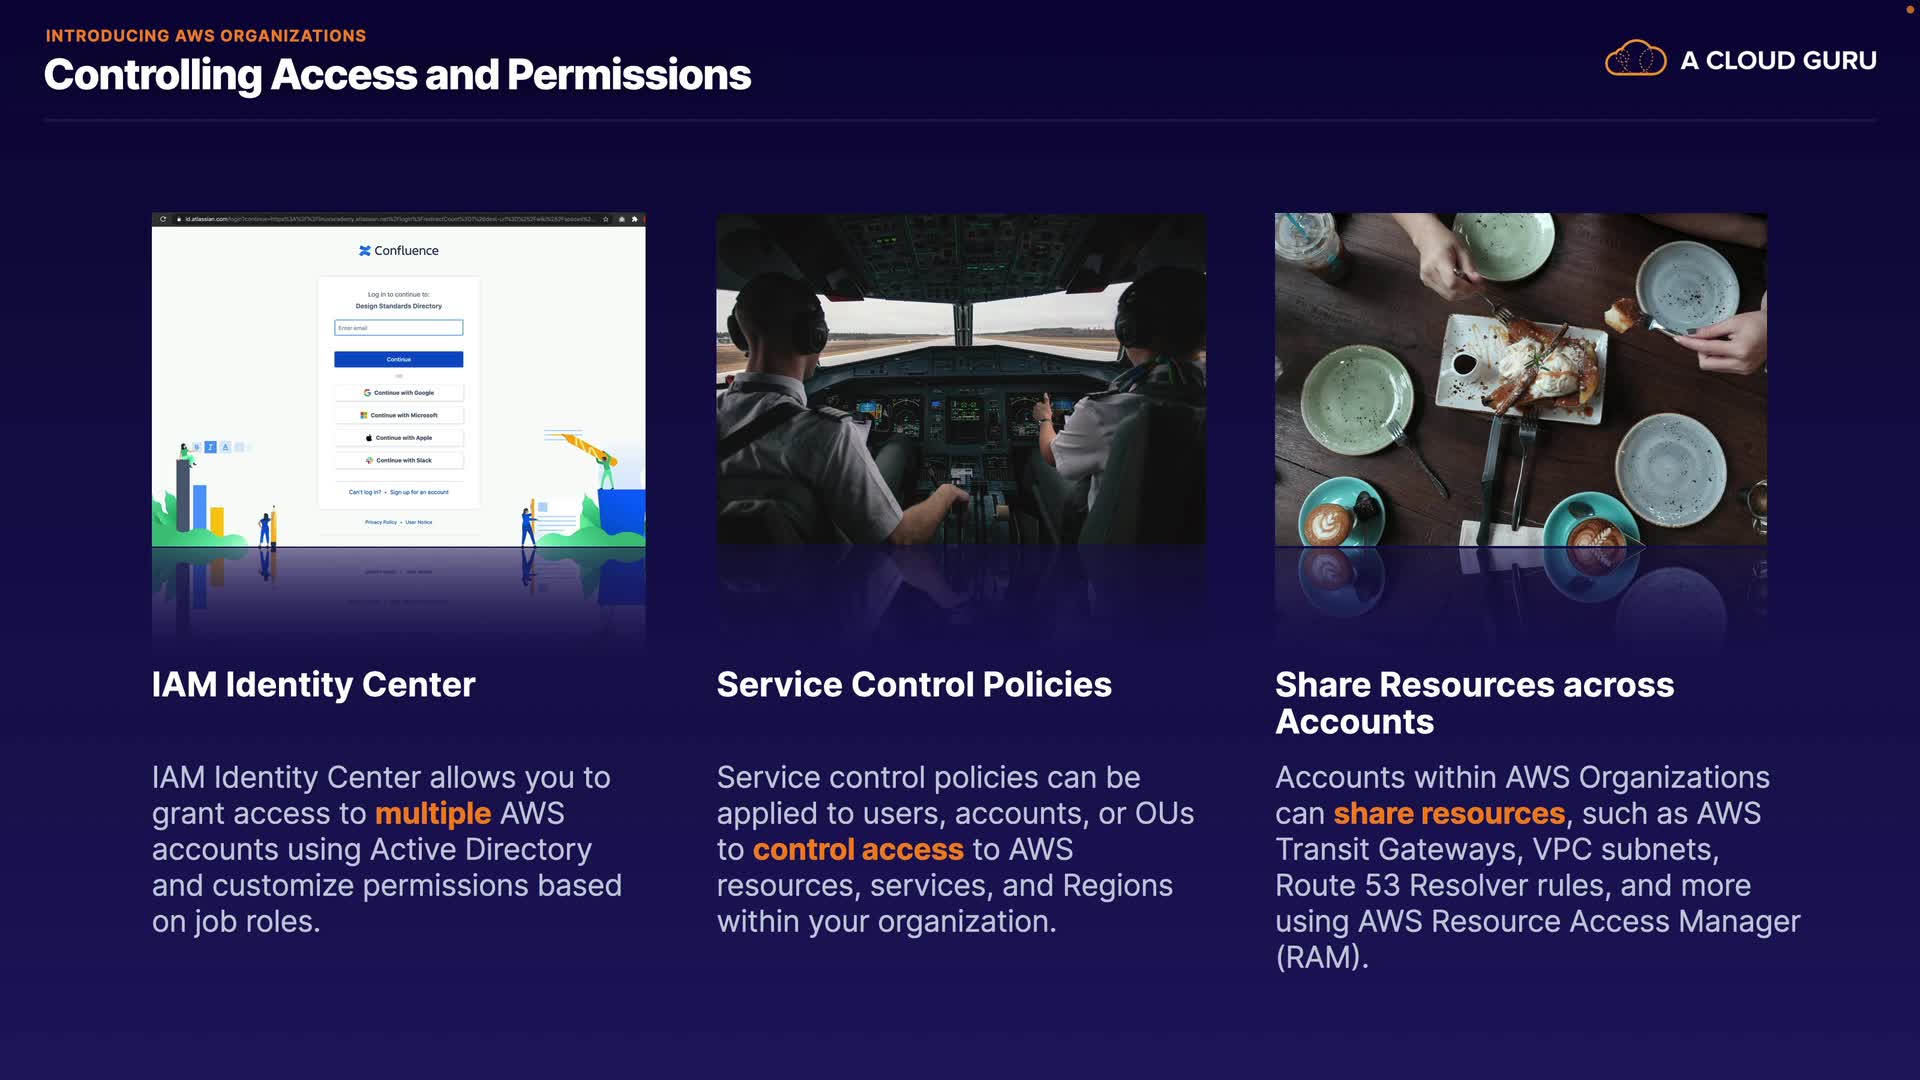 INTRODUCING AWS ORGANIZATIONS
Controlling Access and Permissions
A CLOUD GURU
Confluence
Log in to continue to:
Design Standards Directory
Enter email
Continue
Continue with Google
Continue with Microsoft
Continue with Apple
Continue with Slack
Can't log in? • Sign up for an account
Privacy Policy • User Notice
IAM Identity Center
IAM Identity Center allows you to
grant access to multiple AWS
accounts using Active Directory
and customize permissions based
on job roles.
Service Control Policies
Service control policies can be
applied to users, accounts, or OUs
to control access to AWS
resources, services, and Regions
within your organization.
Share Resources across
Accounts
Accounts within AWS Organizations
can share resources, such as AWS
Transit Gateways, VPC subnets,
Route 53 Resolver rules, and more
using AWS Resource Access Manager
(RAM).